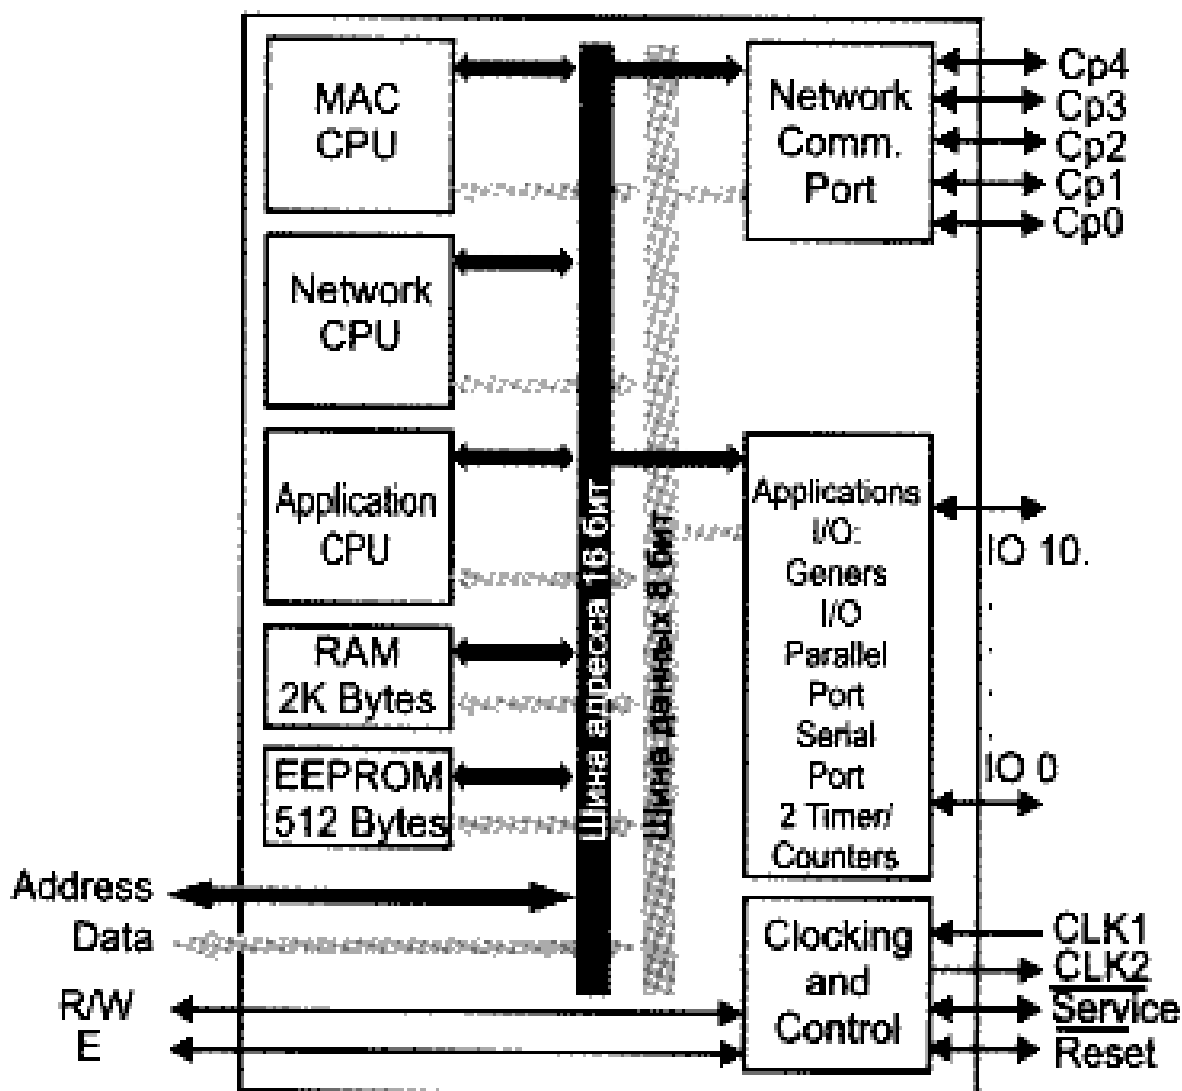 MAC
CPU
Network
CPU
Application
CPU
RAM
2K Bytes
EEPROM
512 Bytes
Address
Data
R/W
E
Шина адресса 16 бит
Шина данных 8 бит
Network
Comm.
Port
Applications
I/O:
Geners
I/O
Parallel
Port
Serial
Port
2 Timer/
Counters
Clocking
and
Control
Cp4
Cp3
Cp2
Cp1
Cp0
IO 10.
.
.
IO 0
CLK1
CLK2
Service
Reset